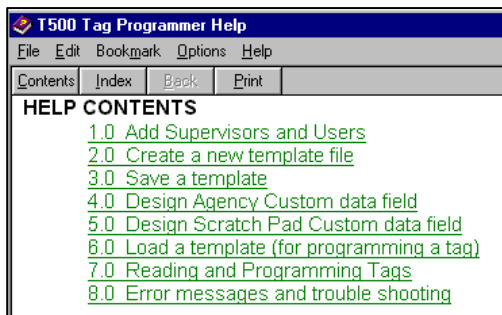 T500 Tag Programmer Help
File Edit Bookmark Options Help
Contents Index Back Print
HELP CONTENTS
1.0 Add Supervisors and Users
2.0 Create a new template file
3.0 Save a template
4.0 Design Agency Custom data field
5.0 Design Scratch Pad Custom data field
6.0 Load a template (for programming a tag)
7.0 Reading and Programming Tags
8.0 Error messages and trouble shooting